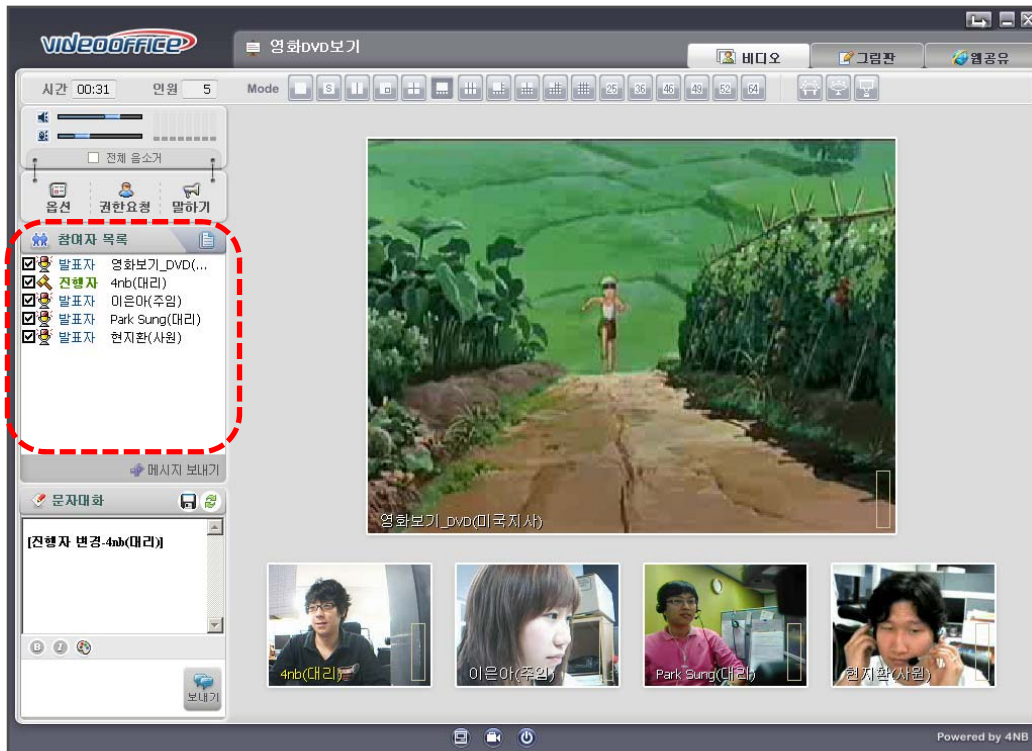 VIDEOOFFICE
영화DVD보기
비디오
그림판
웹공유
시간 00:31 인원 5
Mode S 25 36 46 49 52 64
전체 음소거
옵션 권한요청 말하기
참여자 목록
발표자 영화보기_DVD(...
진행자 4nb(대리)
발표자 이은아(주임)
발표자 Park Sung(대리)
발표자 현지환(사원)
메시지 보내기
문자대화
[진행자 변경-4nb(대리)]
B I
보내기
영화보기_DVD(미국지사)
4nb(대리)
이은아(주임)
Park Sung(대리)
현지환(사원)
Powered by 4NB